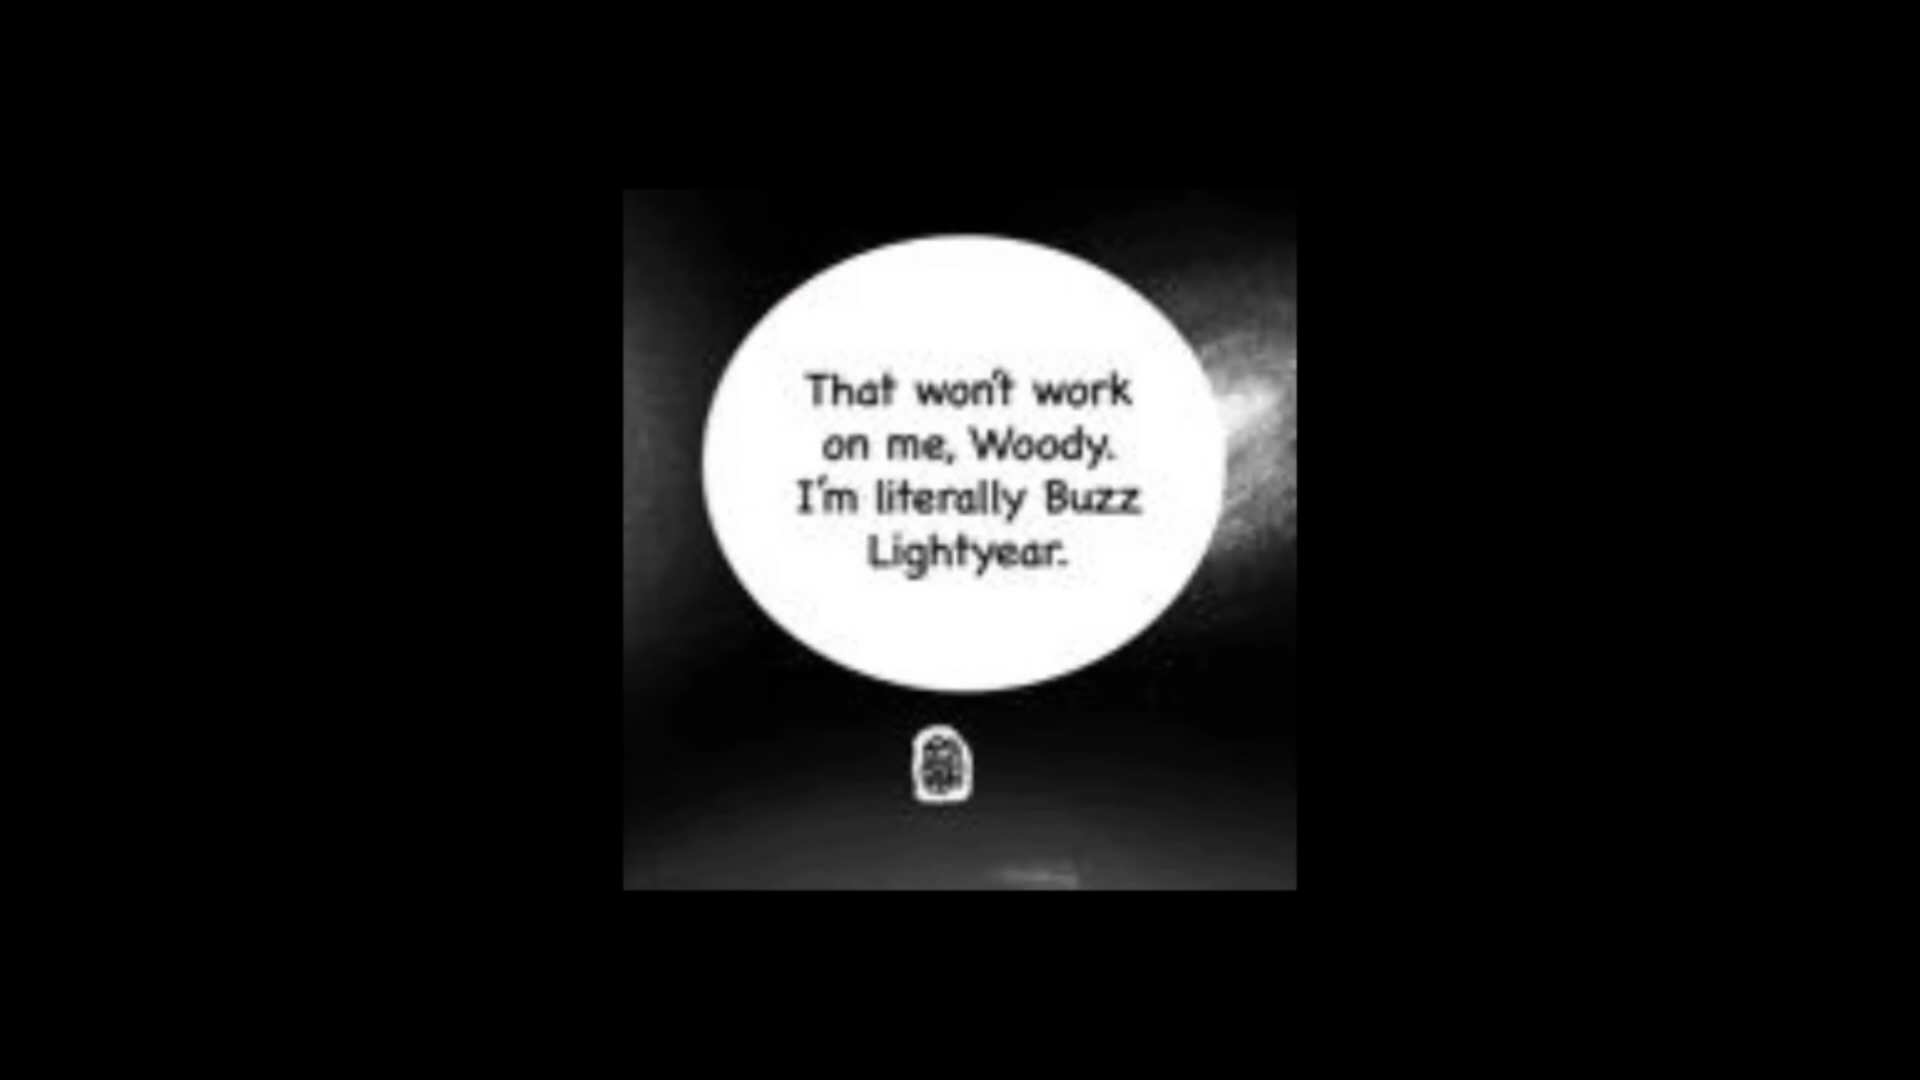 That won't work
on me, Woody.
I'm literally Buzz
Lightyear.